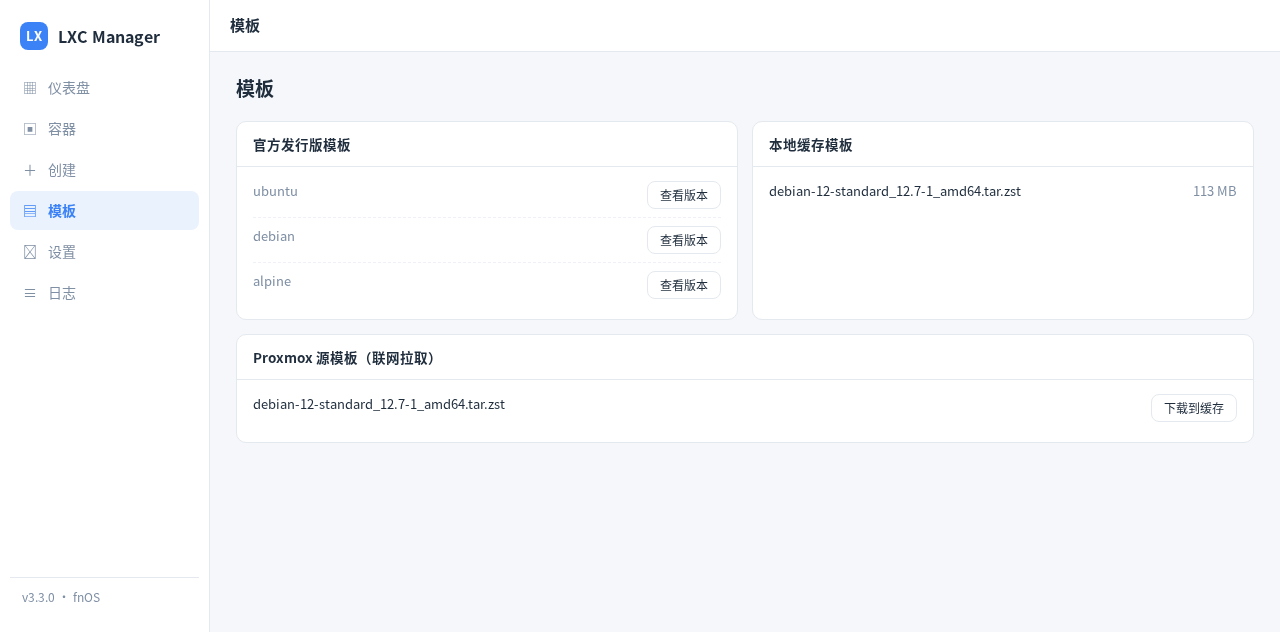 LX LXC Manager
仪表盘
容器
创建
模板
设置
日志
v3.3.0 • fnOS
模板
模板
官方发行版模板
ubuntu 查看版本
debian 查看版本
alpine 查看版本
本地缓存模板
debian-12-standard_12.7-1_amd64.tar.zst 113 MB
Proxmox 源模板（联网拉取）
debian-12-standard_12.7-1_amd64.tar.zst 下载到缓存